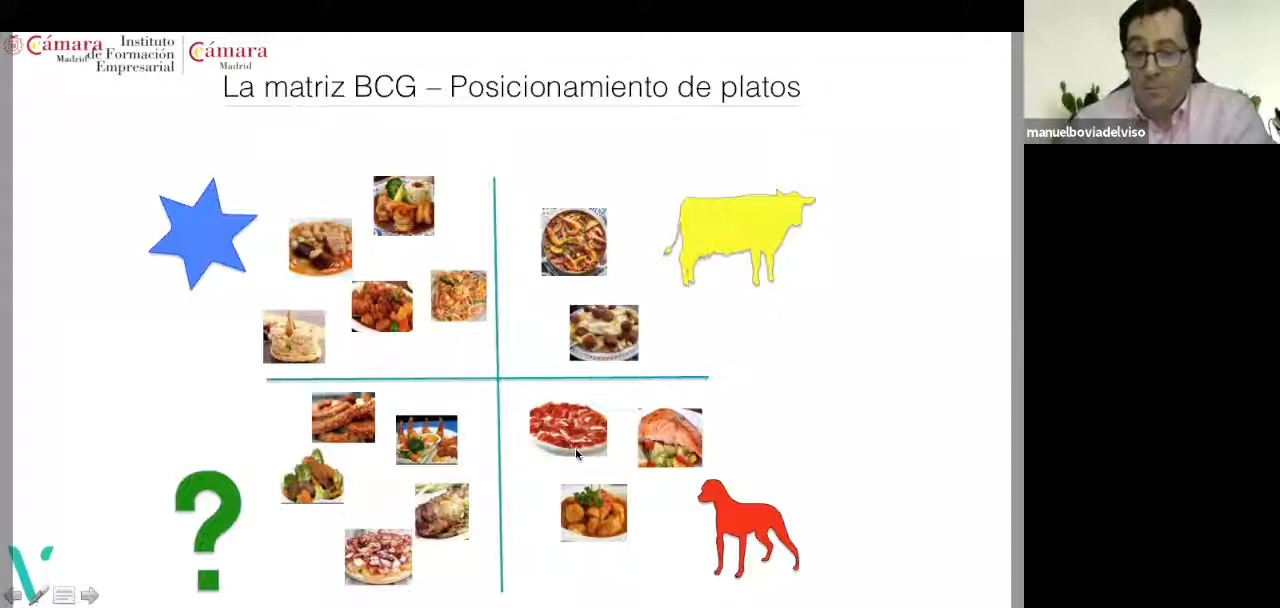 Cámara
Madrid
Instituto
de Formación
Empresarial
Cámara
Madrid
La matriz BCG – Posicionamiento de platos
manuelboviadelviso
?